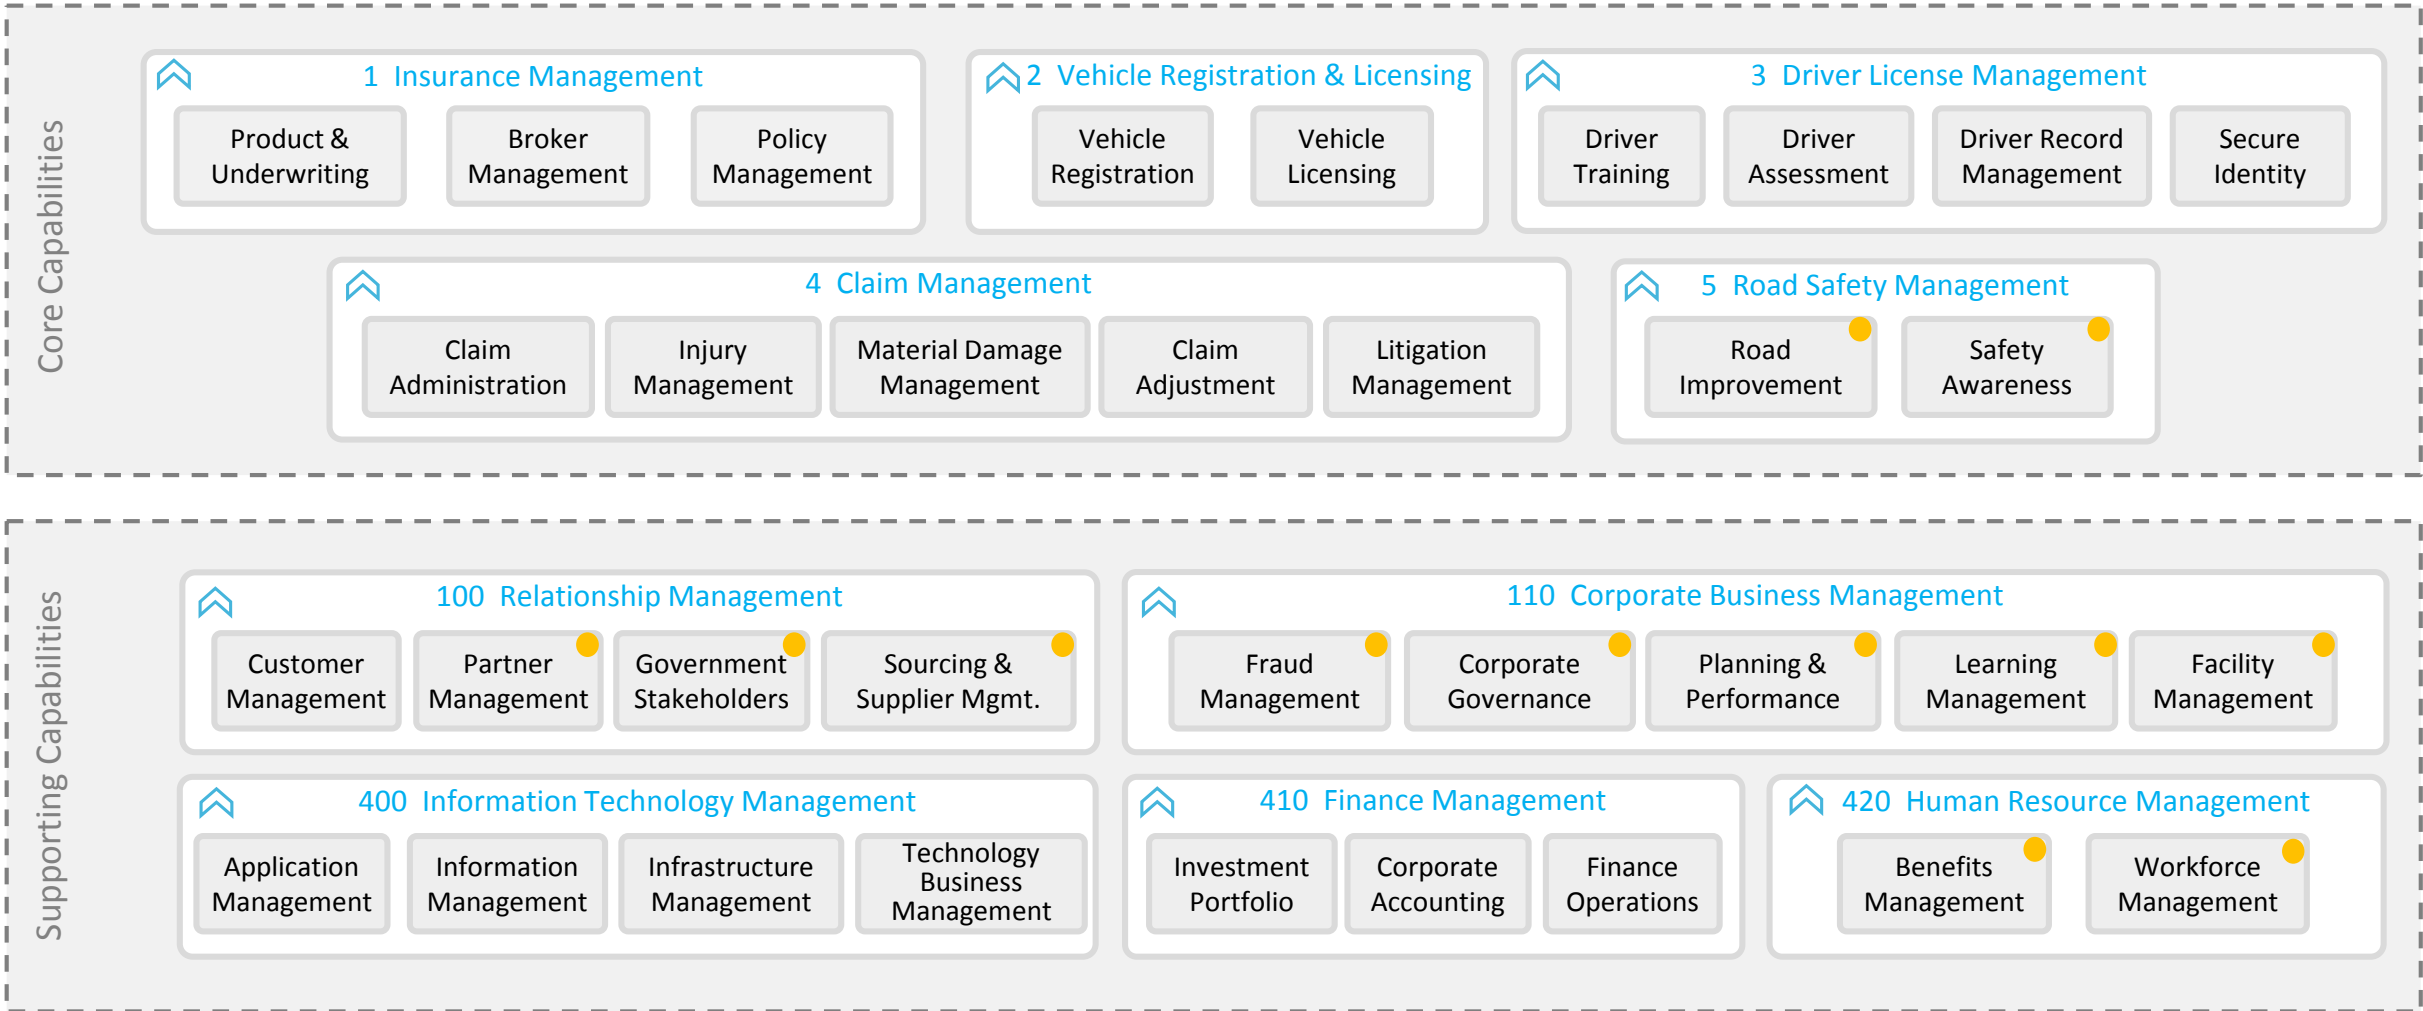 Core Capabilities
1 Insurance Management
Product &
Underwriting
Broker
Management
Policy
Management
2 Vehicle Registration & Licensing
Vehicle
Registration
Vehicle
Licensing
3 Driver License Management
Driver
Training
Driver
Assessment
Driver Record
Management
Secure
Identity
4 Claim Management
Claim
Administration
Injury
Management
Material Damage
Management
Claim
Adjustment
Litigation
Management
5 Road Safety Management
Road
Improvement
Safety
Awareness
Supporting Capabilities
100 Relationship Management
Customer
Management
Partner
Management
Government
Stakeholders
Sourcing &
Supplier Mgmt.
110 Corporate Business Management
Fraud
Management
Corporate
Governance
Planning &
Performance
Learning
Management
Facility
Management
400 Information Technology Management
Application
Management
Information
Management
Infrastructure
Management
Technology
Business
Management
410 Finance Management
Investment
Portfolio
Corporate
Accounting
Finance
Operations
420 Human Resource Management
Benefits
Management
Workforce
Management